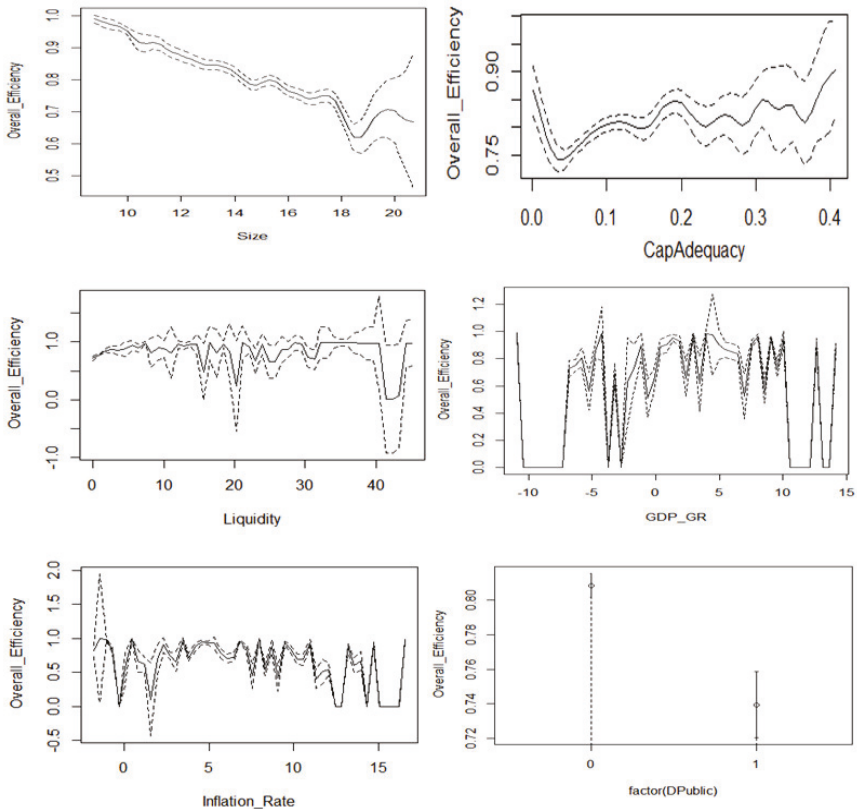 1.0
0.9
0.8
0.7
0.6
0.5
Overall_Efficiency
10 12 14 16 18 20
Size
0.90
0.75
Overall_Efficiency
0.0 0.1 0.2 0.3 0.4
CapAdequacy
1.0
0.0
-1.0
Overall_Efficiency
0 10 20 30 40
Liquidity
1.2
1.0
0.8
0.6
0.4
0.2
0.0
Overall_Efficiency
-10 -5 0 5 10 15
GDP_GR
2.0
1.5
1.0
0.5
0.0
-0.5
Overall_Efficiency
0 5 10 15
Inflation_Rate
0.80
0.78
0.76
0.74
0.72
Overall_Efficiency
0 1
factor(DPublic)